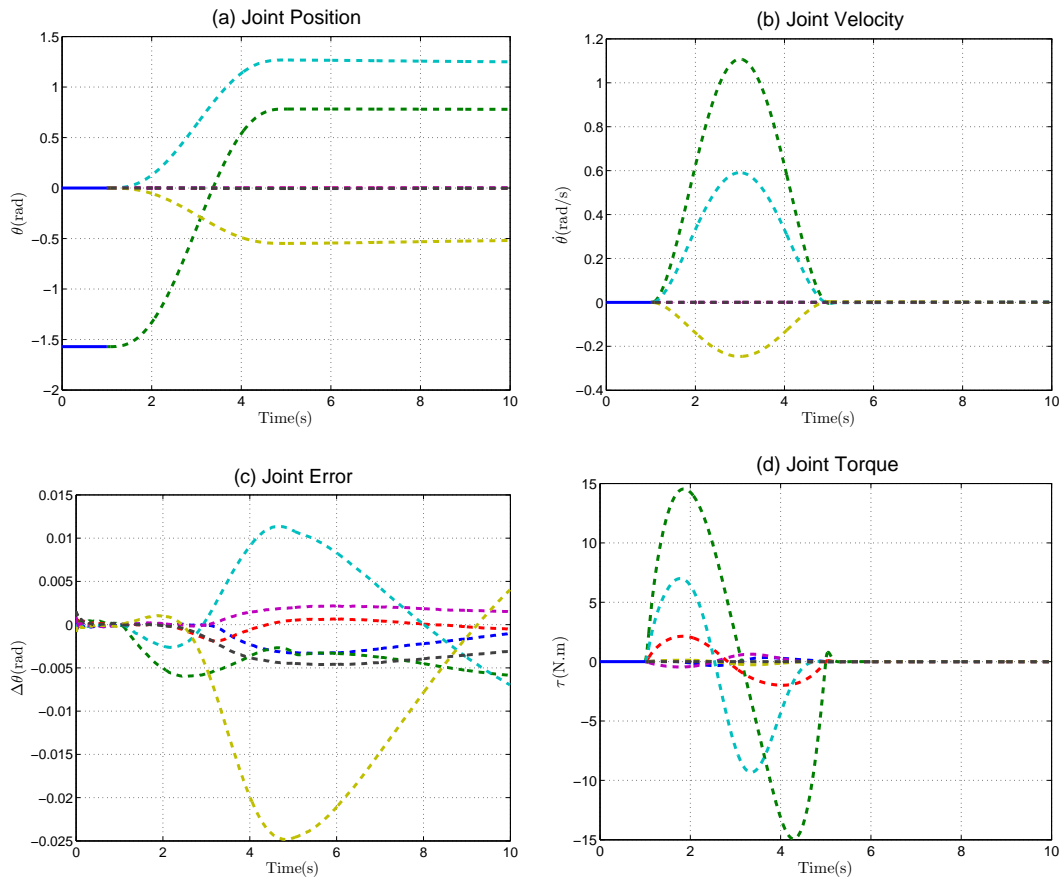 (a) Joint Position
1.5
1
0.5
0
−0.5
−1
−1.5
−2
θ(rad)
0 2 4 6 8 10
Time(s)
(b) Joint Velocity
1.2
1
0.8
0.6
0.4
0.2
0
−0.2
−0.4
θ̇(rad/s)
0 2 4 6 8 10
Time(s)
(c) Joint Error
0.015
0.01
0.005
0
−0.005
−0.01
−0.015
−0.02
−0.025
Δθ(rad)
0 2 4 6 8 10
Time(s)
(d) Joint Torque
15
10
5
0
−5
−10
−15
τ(N.m)
0 2 4 6 8 10
Time(s)